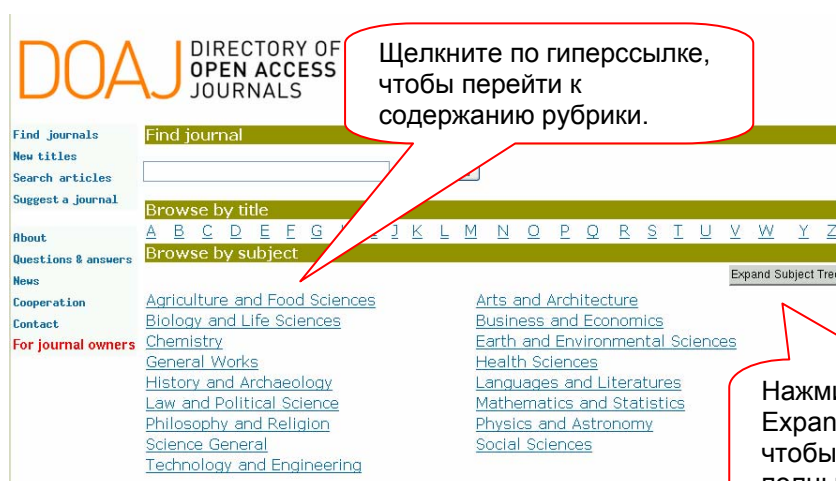 DOAJ
DIRECTORY OF
OPEN ACCESS
JOURNALS
Щелкните по гиперссылке,
чтобы перейти к
содержанию рубрики.
Find journals
New titles
Search articles
Suggest a journal
About
Questions & answers
News
Cooperation
Contact
For journal owners
Find journal
Browse by title
A B C D E F G J K L M N O P Q R S T U V W Y Z
Browse by subject
Expand Subject Tree
Agriculture and Food Sciences
Biology and Life Sciences
Chemistry
General Works
History and Archaeology
Law and Political Science
Philosophy and Religion
Science General
Technology and Engineering
Arts and Architecture
Business and Economics
Earth and Environmental Sciences
Health Sciences
Languages and Literatures
Mathematics and Statistics
Physics and Astronomy
Social Sciences
Expan
чтобы